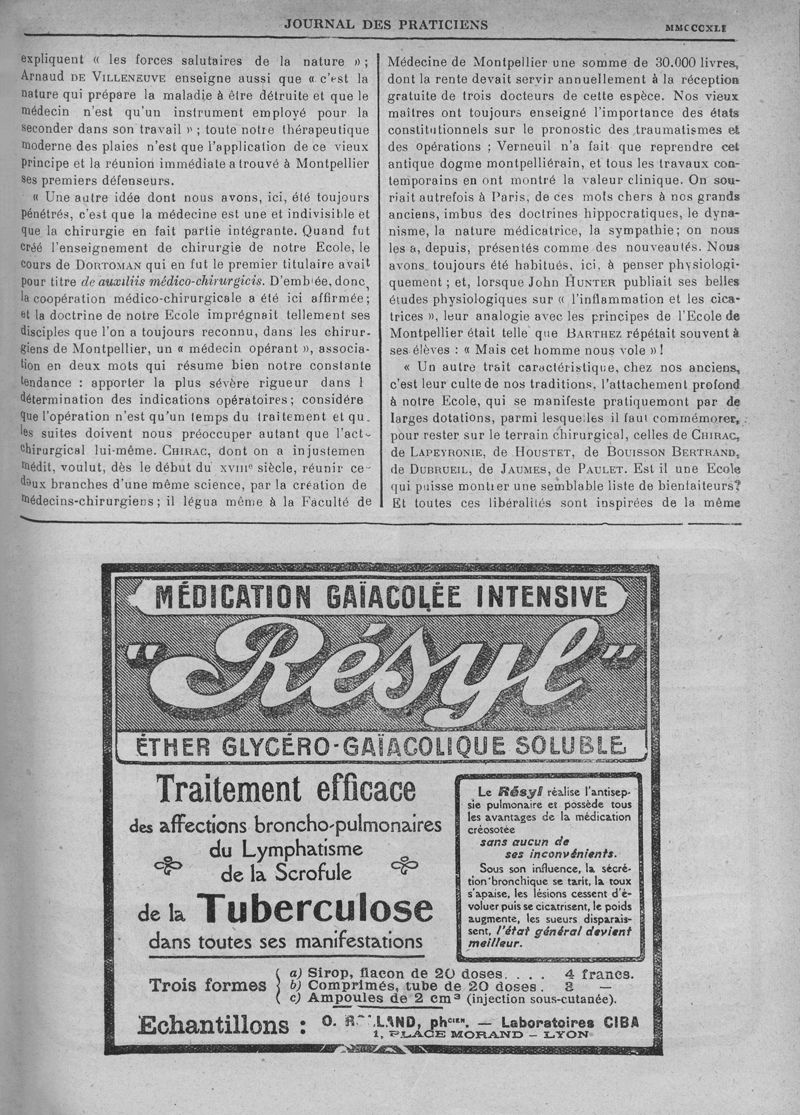 JOURNAL DES PRATICIENS
MMCCCXLI
expliquent « les forces salutaires de la nature » ;
Arnaud DE VILLENEUVE enseigne aussi que « c'est la
nature qui prépare la maladie à être détruite et que le
médecin n'est qu'un instrument employé pour la
seconder dans son travail » ; toute notre thérapeutique
moderne des plaies n'est que l'application de ce vieux
principe et la réunion immédiate a trouvé à Montpellier
ses premiers défenseurs.
« Une autre idée dont nous avons, ici, été toujours
pénétrés, c'est que la médecine est une et indivisible et
que la chirurgie en fait partie intégrante. Quand fut
créé l'enseignement de chirurgie de notre Ecole, le
cours de DORTOMAN qui en fut le premier titulaire avait
pour titre de auxiliis médico-chirurgicis. D'emblée, donc,
la coopération médico-chirurgicale a été ici affirmée ;
et la doctrine de notre Ecole imprégnait tellement ses
disciples que l'on a toujours reconnu, dans les chirur-
giens de Montpellier, un « médecin opérant », associa-
tion en deux mots qui résume bien notre constante
tendance : apporter la plus sévère rigueur dans l
détermination des indications opératoires ; considére
que l'opération n'est qu'un temps du traitement et qu.
les suites doivent nous préoccuper autant que l'act-
chirurgical lui-même. CHIRAC, dont on a injustemen
médit, voulut, dès le début du XVIIIe siècle, réunir ce-
deux branches d'une même science, par la création de
médecins-chirurgiens ; il légua même à la Faculté de
Médecine de Montpellier une somme de 30.000 livres,
dont la rente devait servir annuellement à la réception
gratuite de trois docteurs de cette espèce. Nos vieux
maîtres ont toujours enseigné l'importance des états
constitutionnels sur le pronostic des traumatismes et
des opérations ; Verneuil n'a fait que reprendre cet
antique dogme montpelliérain, et tous les travaux con-
temporains en ont montré la valeur clinique. On sou-
riait autrefois à Paris, de ces mots chers à nos grands
anciens, imbus des doctrines hippocratiques, le dyna-
nisme, la nature médicatrice, la sympathie ; on nous
les a, depuis, présentés comme des nouveautés. Nous
avons toujours été habitués, ici, à penser physiologi-
quement ; et, lorsque John HUNTER publiait ses belles
études physiologiques sur « l'inflammation et les cica-
trices », leur analogie avec les principes de l'Ecole de
Montpellier était telle que BARTHEZ répétait souvent à
ses élèves : « Mais cet homme nous vole » !
« Un autre trait caractéristique, chez nos anciens,
c'est leur culte de nos traditions, l'attachement profond
à notre Ecole, qui se manifeste pratiquement par de
larges dotations, parmi lesquelles il faut commémorer,
pour rester sur le terrain chirurgical, celles de CHIRAC,
de LAPEYRONIE, de HOUSTET, de BOUISSON BERTRAND,
de DUBRUEIL, de JAUMES, de PAULET. Est il une Ecole
qui puisse montrer une semblable liste de bienfaiteurs?
Et toutes ces libéralités sont inspirées de la même
MÉDICATION GAÏACOLÉE INTENSIVE
"Résyl"
ÉTHER GLYCÉRO-GAÏACOLIQUE SOLUBLE
Traitement efficace
des affections broncho-pulmonaires
du Lymphatisme
de la Scrofule
de la Tuberculose
dans toutes ses manifestations
Le Résyl réalise l'antisep-
sie pulmonaire et possède tous
les avantages de la médication
créosotée
sans aucun de
ses inconvénients.
Sous son influence, la sécré-
tion bronchique se tarit, la toux
s'apaise, les lésions cessent d'é-
voluer puis se cicatrisent, le poids
augmente, les sueurs disparais-
sent, l'état général devient
meilleur.
Trois formes
a) Sirop, flacon de 20 doses. . . . 4 francs.
b) Comprimés, tube de 20 doses. 3 —
c) Ampoules de 2 cm³ (injection sous-cutanée).
Echantillons : O. LAND, phcien. — Laboratoires CIBA
1, PLACE MORAND - LYON